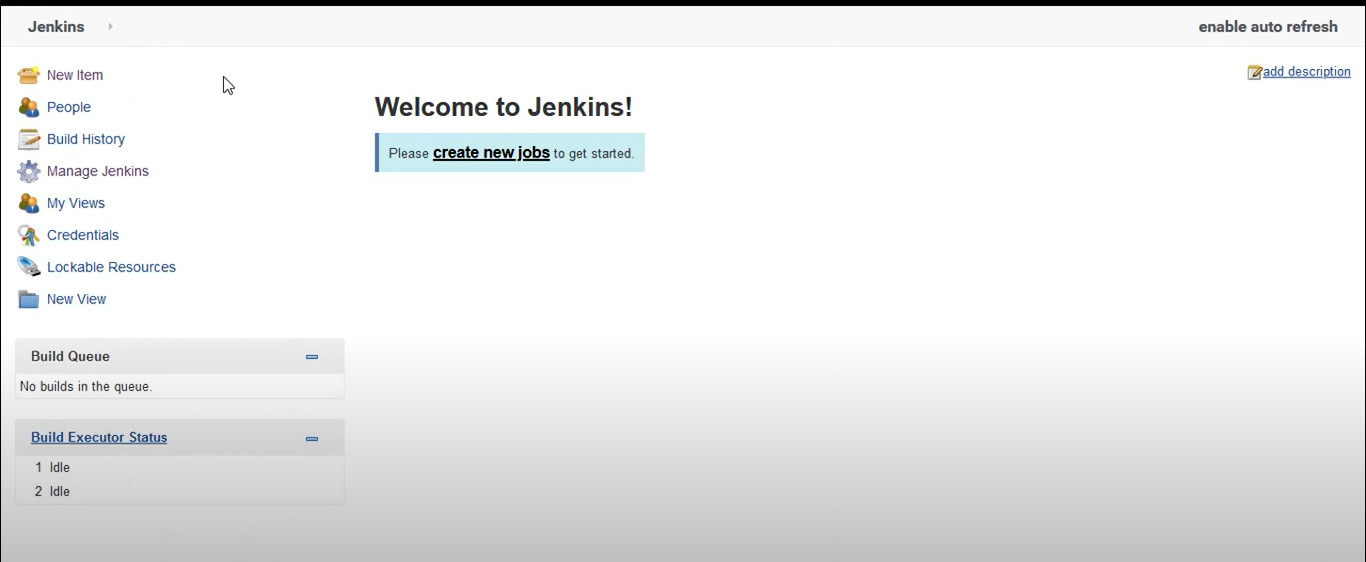 Jenkins
enable auto refresh
New Item
People
Build History
Manage Jenkins
My Views
Credentials
Lockable Resources
New View
add description
Welcome to Jenkins!
Please create new jobs to get started.
Build Queue
No builds in the queue.
Build Executor Status
1 Idle
2 Idle